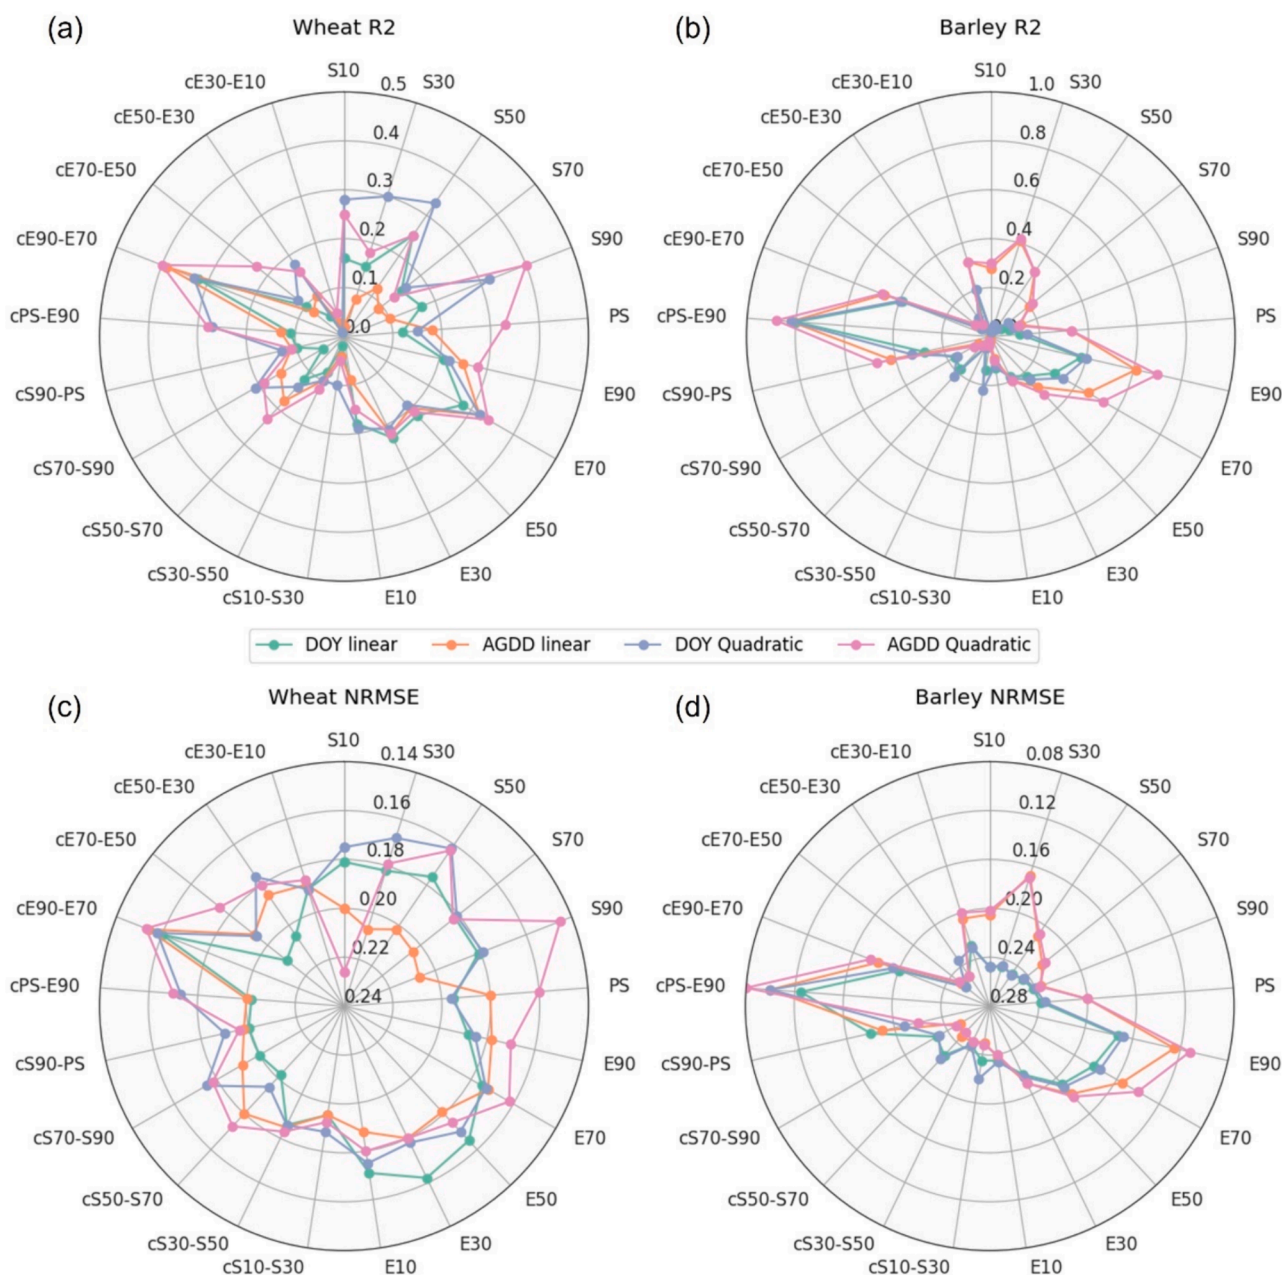 (a)
Wheat R2
S10
S30
S50
S70
S90
PS
E90
E70
E50
E30
E10
cS10-S30
cS30-S50
cS50-S70
cS70-S90
cS90-PS
cPS-E90
cE90-E70
cE70-E50
cE50-E30
cE30-E10
0.5
0.4
0.3
0.2
0.1
0.0
(b)
Barley R2
S10
S30
S50
S70
S90
PS
E90
E70
E50
E30
E10
cS10-S30
cS30-S50
cS50-S70
cS70-S90
cS90-PS
cPS-E90
cE90-E70
cE70-E50
cE50-E30
cE30-E10
1.0
0.8
0.6
0.4
0.2
DOY linear
AGDD linear
DOY Quadratic
AGDD Quadratic
(c)
Wheat NRMSE
S10
S30
S50
S70
S90
PS
E90
E70
E50
E30
E10
cS10-S30
cS30-S50
cS50-S70
cS70-S90
cS90-PS
cPS-E90
cE90-E70
cE70-E50
cE50-E30
cE30-E10
0.14
0.16
0.18
0.20
0.22
0.24
(d)
Barley NRMSE
S10
S30
S50
S70
S90
PS
E90
E70
E50
E30
E10
cS10-S30
cS30-S50
cS50-S70
cS70-S90
cS90-PS
cPS-E90
cE90-E70
cE70-E50
cE50-E30
cE30-E10
0.08
0.12
0.16
0.20
0.24
0.28